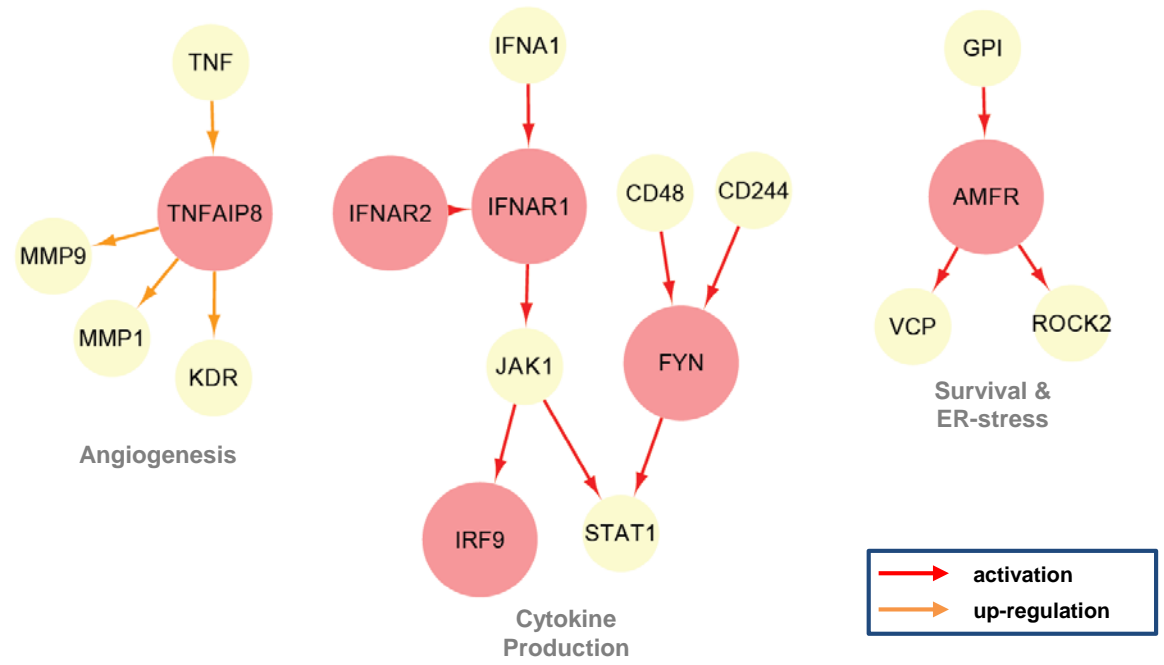 TNF
TNFAIP8
MMP9
MMP1
KDR
Angiogenesis
IFNA1
IFNAR2
IFNAR1
CD48
CD244
JAK1
FYN
IRF9
STAT1
Cytokine
Production
GPI
AMFR
VCP
ROCK2
Survival &
ER-stress
activation
up-regulation